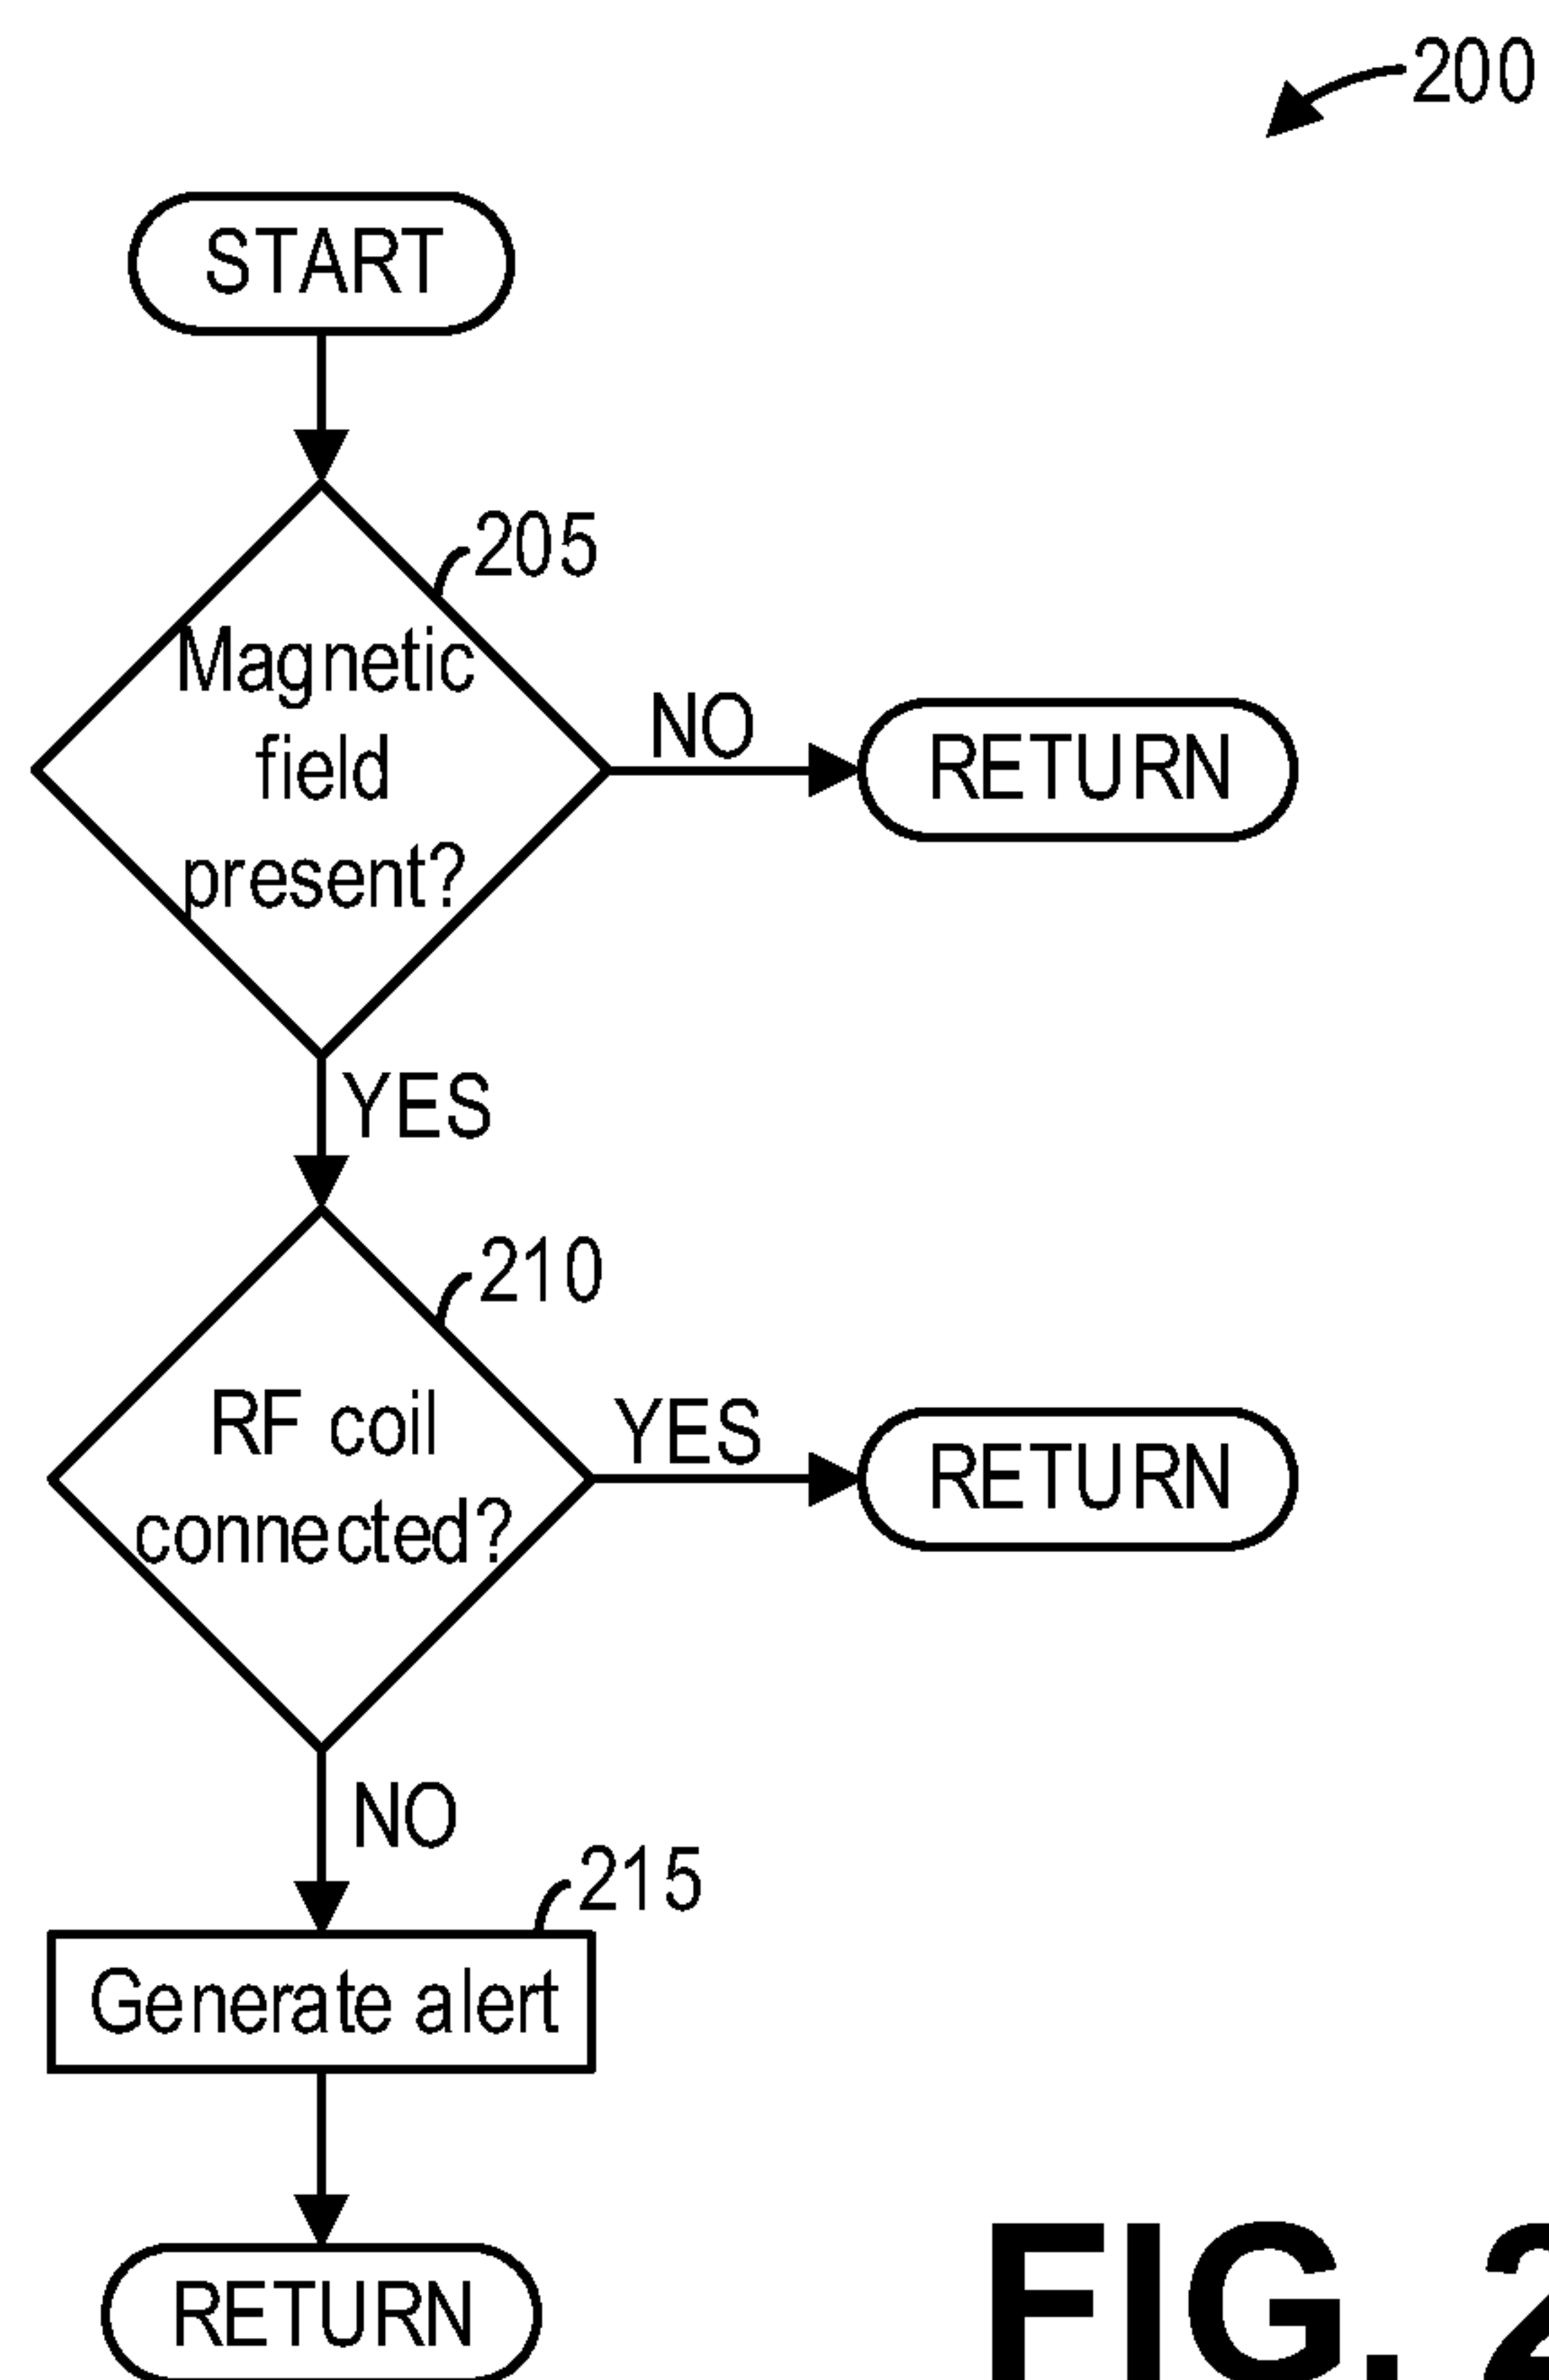 200
START
205
Magnetic
field
present?
NO
RETURN
YES
210
RF coil
connected?
YES
RETURN
NO
215
Generate alert
RETURN
FIG. 2